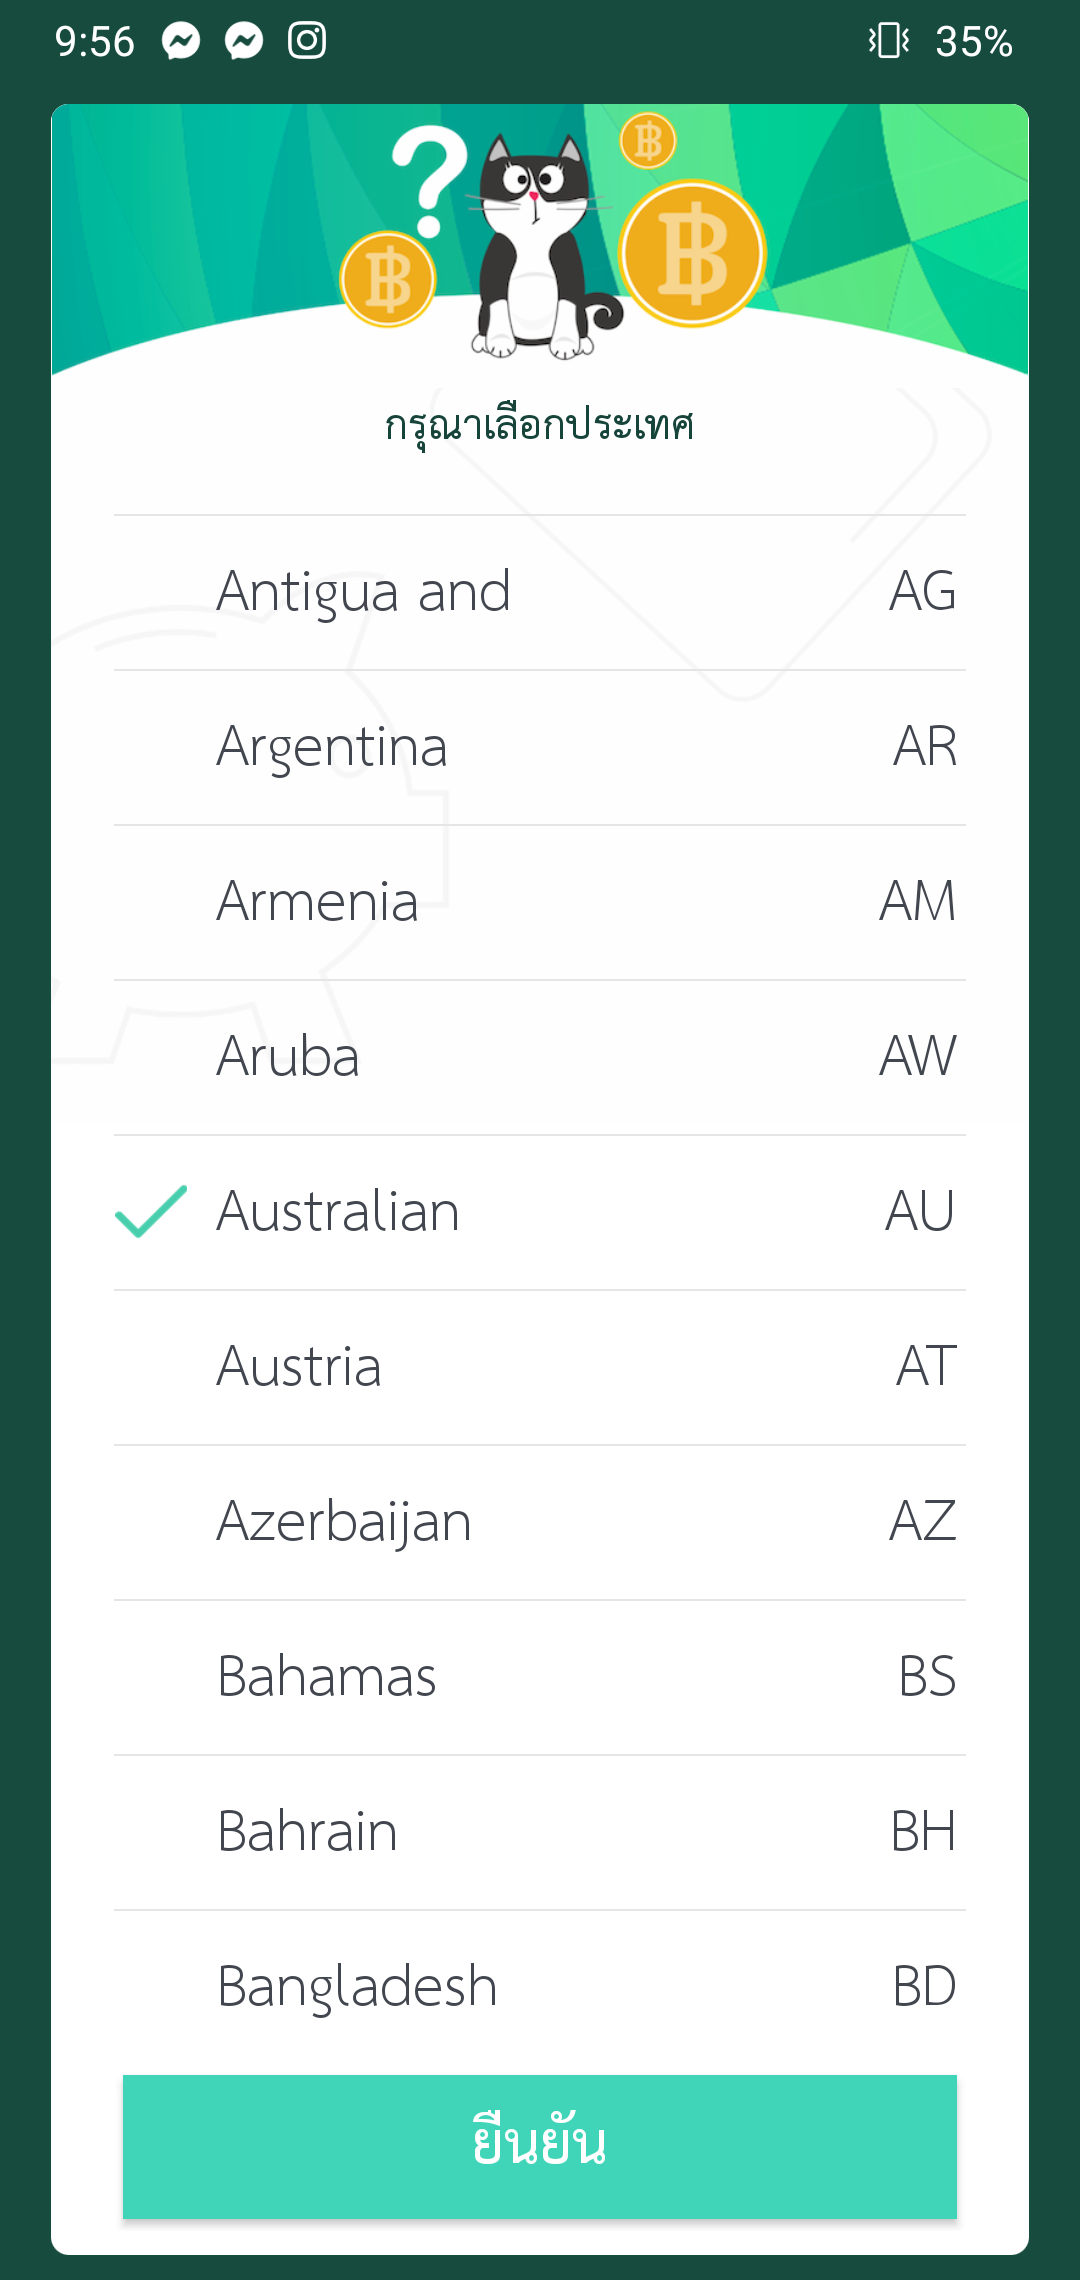 9:56 35%
?
฿
฿
฿
กรุณาเลือกประเทศ
Antigua and AG
Argentina AR
Armenia AM
Aruba AW
Australian AU
Austria AT
Azerbaijan AZ
Bahamas BS
Bahrain BH
Bangladesh BD
ยืนยัน